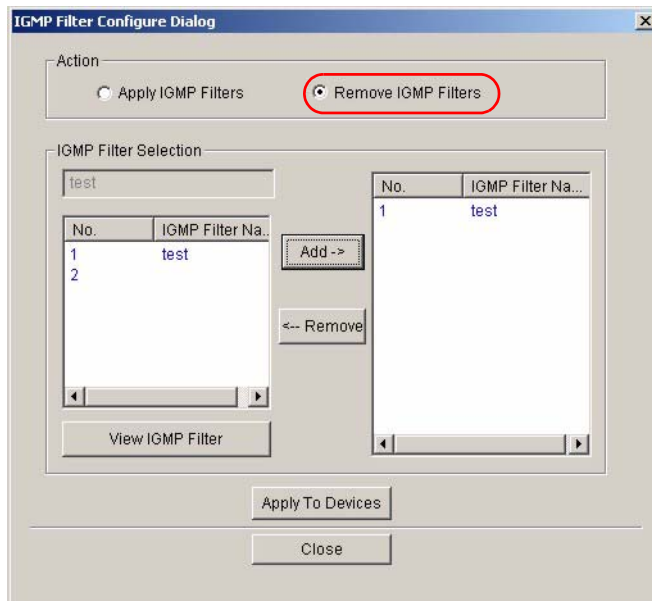 IGMP Filter Configure Dialog
Action
Apply IGMP Filters
Remove IGMP Filters
IGMP Filter Selection
test
No. IGMP Filter Na..
1 test
2
View IGMP Filter
Add ->
<-- Remove
No. IGMP Filter Na...
1 test
Apply To Devices
Close